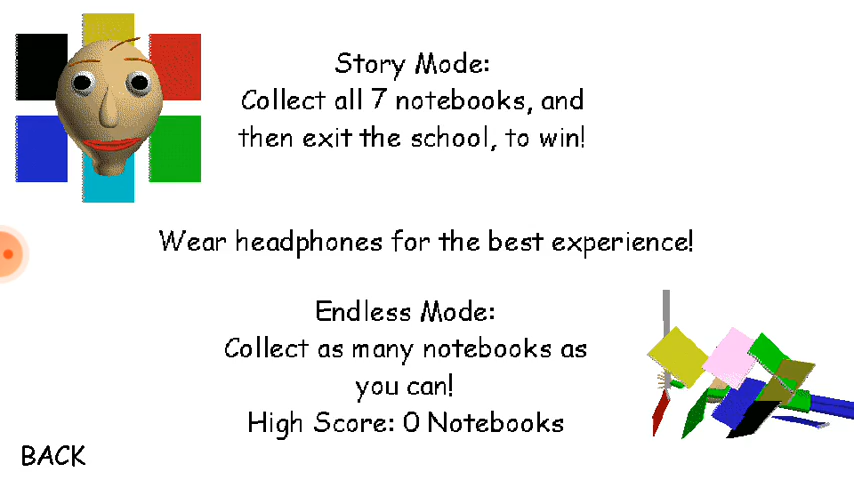 Story Mode:
Collect all 7 notebooks, and
then exit the school, to win!
Wear headphones for the best experience!
Endless Mode:
Collect as many notebooks as
you can!
High Score: 0 Notebooks
BACK